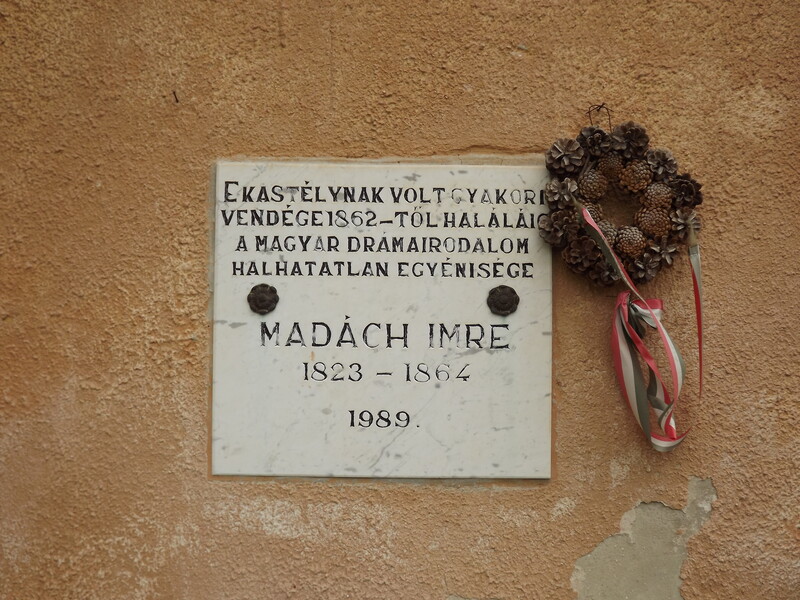 E KASTÉLYNAK VOLT GYAKORI
VENDÉGE 1862-TŐL HALÁLÁIG
A MAGYAR DRÁMAIRODALOM
HALHATATLAN EGYÉNISÉGE
MADÁCH IMRE
1823 - 1864
1989.